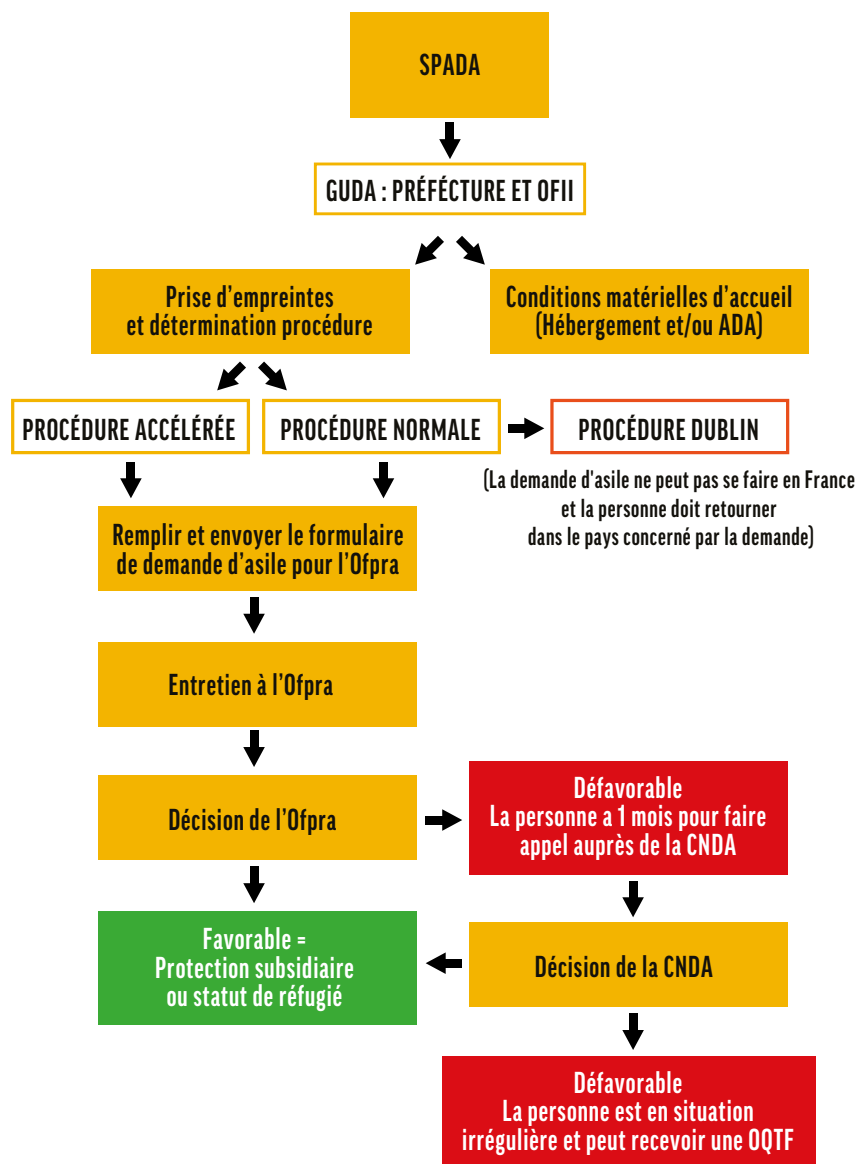 SPADA
GUDA : PRÉFÉCTURE ET OFII
Prise d'empreintes
et détermination procédure
Conditions matérielles d'accueil
(Hébergement et/ou ADA)
PROCÉDURE ACCÉLÉRÉE
PROCÉDURE NORMALE
PROCÉDURE DUBLIN
(La demande d'asile ne peut pas se faire en France
et la personne doit retourner
dans le pays concerné par la demande)
Remplir et envoyer le formulaire
de demande d'asile pour l'Ofpra
Entretien à l'Ofpra
Décision de l'Ofpra
Défavorable
La personne a 1 mois pour faire
appel auprès de la CNDA
Favorable =
Protection subsidiaire
ou statut de réfugié
Décision de la CNDA
Défavorable
La personne est en situation
irrégulière et peut recevoir une OQTF